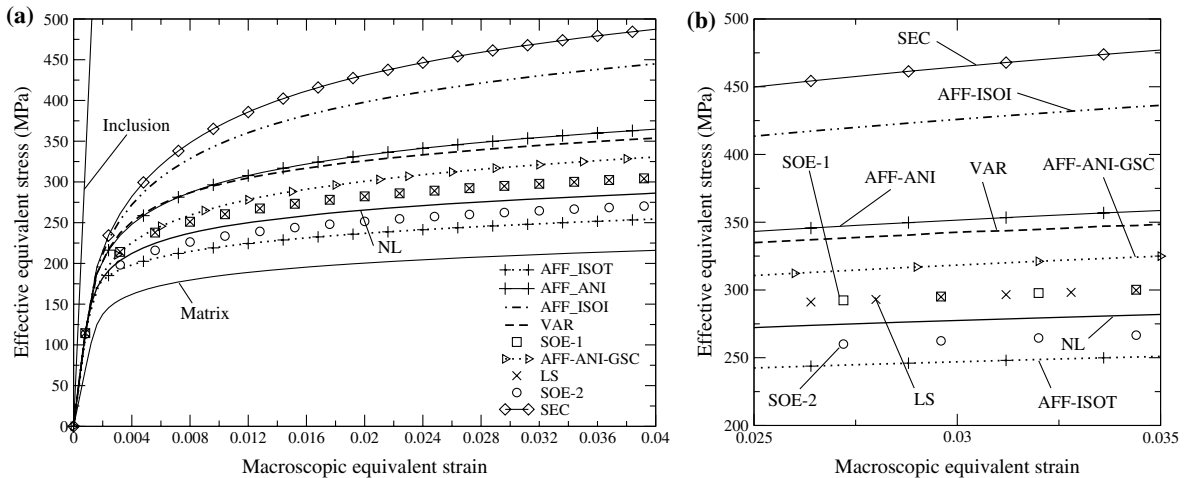 (a)
500
450
400
350
300
250
200
150
100
50
0
Effective equivalent stress (MPa)
0
0.004
0.008
0.012
0.016
0.02
0.024
0.028
0.032
0.036
0.04
Macroscopic equivalent strain
Inclusion
NL
Matrix
AFF_ISOT
AFF_ANI
AFF_ISOI
VAR
SOE-1
AFF-ANI-GSC
LS
SOE-2
SEC
(b)
500
450
400
350
300
250
200
Effective equivalent stress (MPa)
0.025
0.03
0.035
Macroscopic equivalent strain
SEC
AFF-ISOI
SOE-1
AFF-ANI
VAR
AFF-ANI-GSC
NL
SOE-2
LS
AFF-ISOT